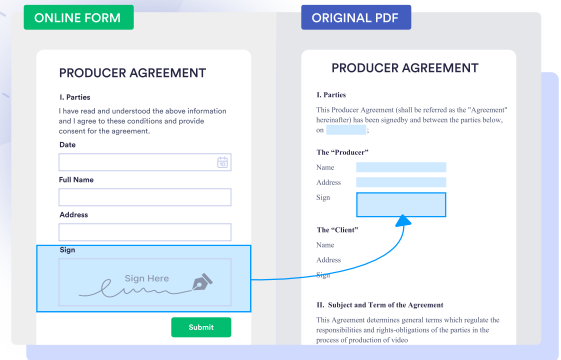 ONLINE FORM
PRODUCER AGREEMENT
I. Parties
I have read and understood the above information
and I agree to these conditions and provide
consent for the agreement.
Date
Full Name
Address
Sign
Sign Here
Submit
ORIGINAL PDF
PRODUCER AGREEMENT
I. Parties
This Producer Agreement (shall be referred as the "Agreement"
hereinafter) has been signedby and between the parties below,
on ;
The “Producer”
Name
Address
Sign
The “Client”
Name
Address
Sign
II. Subject and Term of the Agreement
This Agreement determines general terms which regulate the
responsibilities and rights-obligations of the parties in the
process of production of video